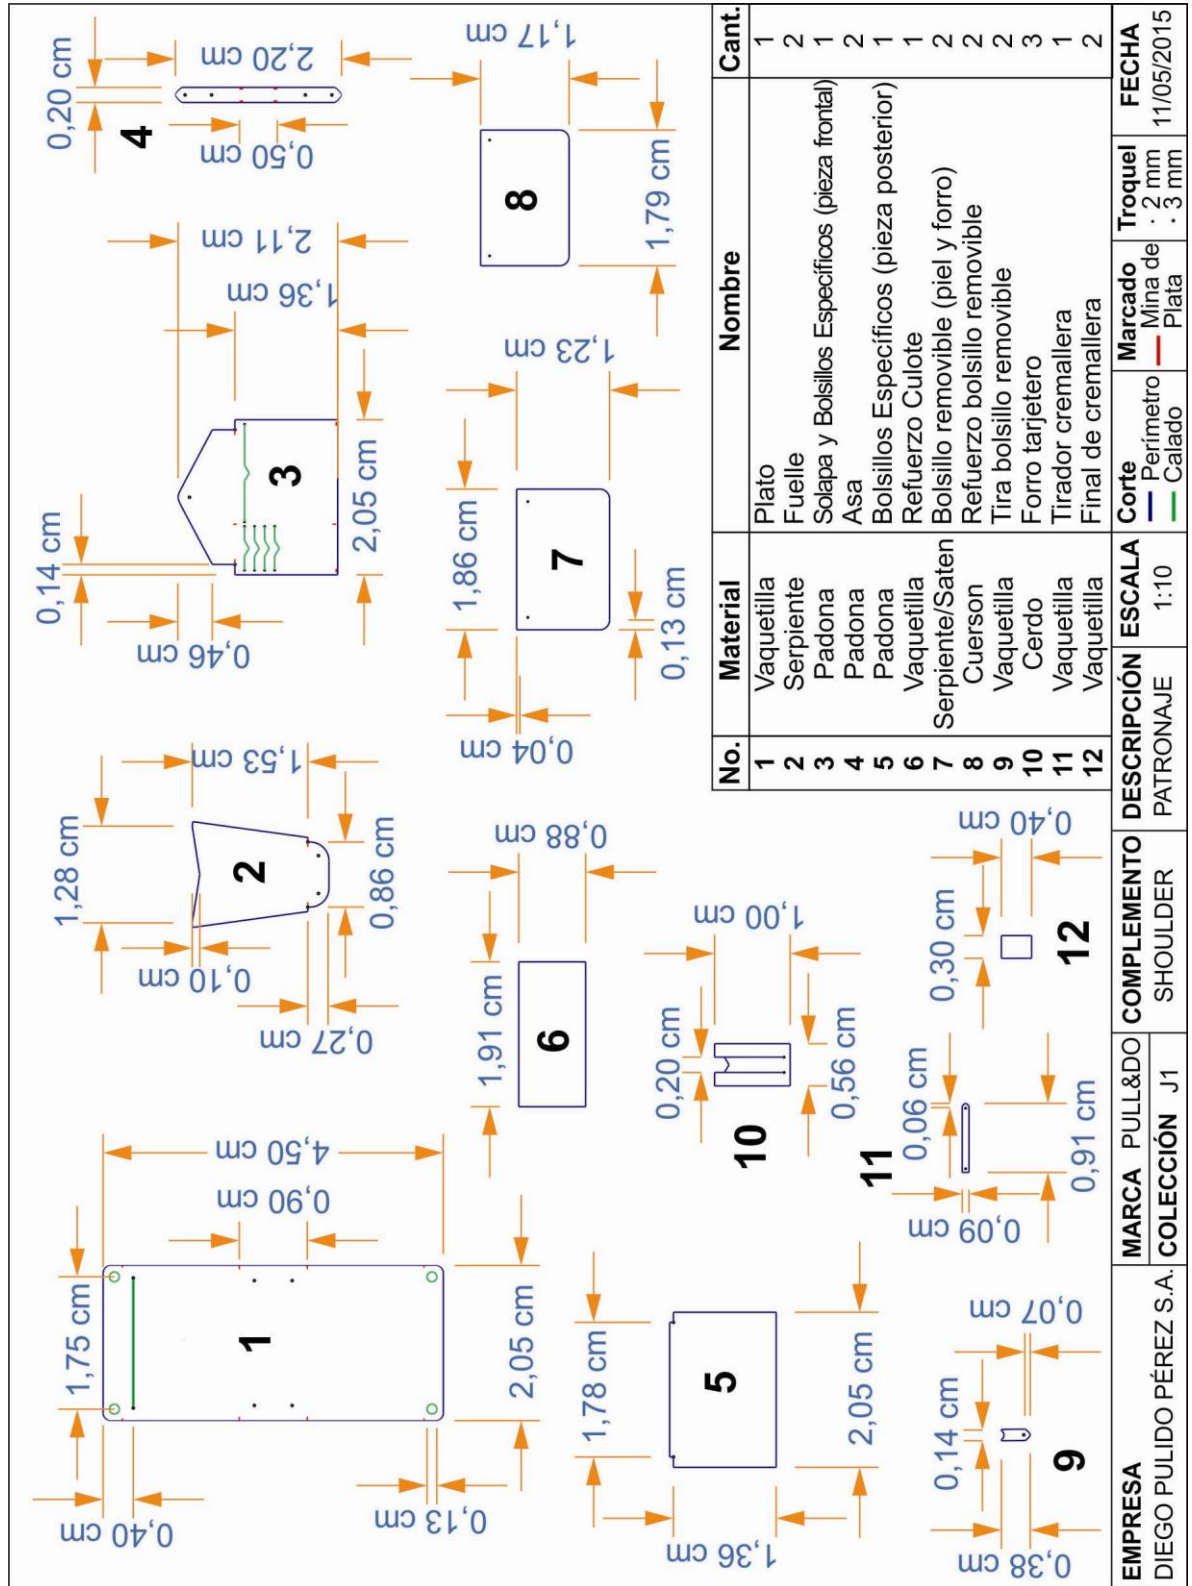 1,75 cm
0,40 cm
4,50 cm
0,90 cm
1
2,05 cm
0,13 cm
1,28 cm
0,10 cm
1,53 cm
2
0,27 cm
0,86 cm
0,14 cm
0,46 cm
2,11 cm
1,36 cm
3
2,05 cm
0,20 cm
4
2,20 cm
0,50 cm
1,78 cm
5
1,36 cm
2,05 cm
1,91 cm
6
0,88 cm
1,86 cm
0,04 cm
7
1,23 cm
0,13 cm
8
1,17 cm
1,79 cm
0,14 cm
0,07 cm
9
0,38 cm
0,20 cm
10
1,00 cm
0,56 cm
11
0,06 cm
0,09 cm
0,91 cm
0,30 cm
0,40 cm
12
No. Material Nombre Cant.
1 Vaquetilla Plato 1
2 Serpiente Fuelle 2
3 Padona Solapa y Bolsillos Específicos (pieza frontal) 1
4 Padona Asa 2
5 Padona Bolsillos Específicos (pieza posterior) 1
6 Vaquetilla Refuerzo Culote 1
7 Serpiente/Saten Bolsillo removible (piel y forro) 2
8 Cuerson Refuerzo bolsillo removible 2
9 Vaquetilla Tira bolsillo removible 2
10 Cerdo Forro tarjetero 3
11 Vaquetilla Tirador cremallera 1
12 Vaquetilla Final de cremallera 2
EMPRESA
DIEGO PULIDO PÉREZ S.A.
MARCA PULL&DO
COLECCIÓN J1
COMPLEMENTO
SHOULDER
DESCRIPCIÓN
PATRONAJE
ESCALA
1:10
Corte
Perímetro
Calado
Marcado
Mina de
Plata
Troquel
: 2 mm
: 3 mm
FECHA
11/05/2015